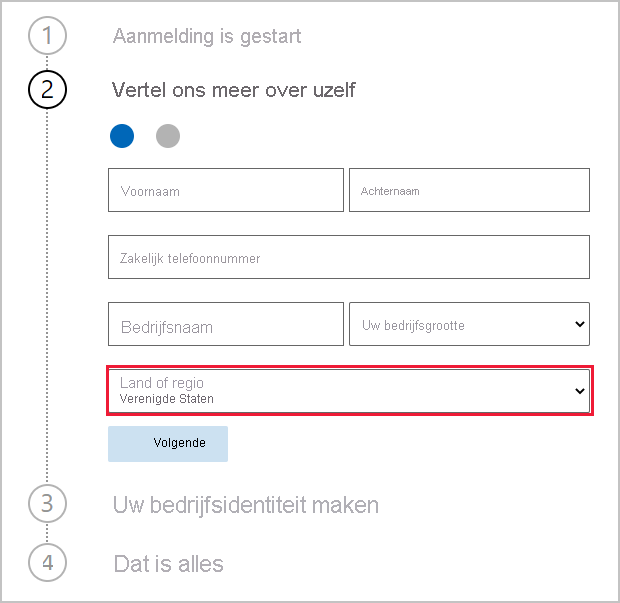 1 Aanmelding is gestart
2 Vertel ons meer over uzelf
Voornaam Achternaam
Zakelijk telefoonnummer
Bedrijfsnaam Uw bedrijfsgrootte
Land of regio
Verenigde Staten
Volgende
3 Uw bedrijfsidentiteit maken
4 Dat is alles